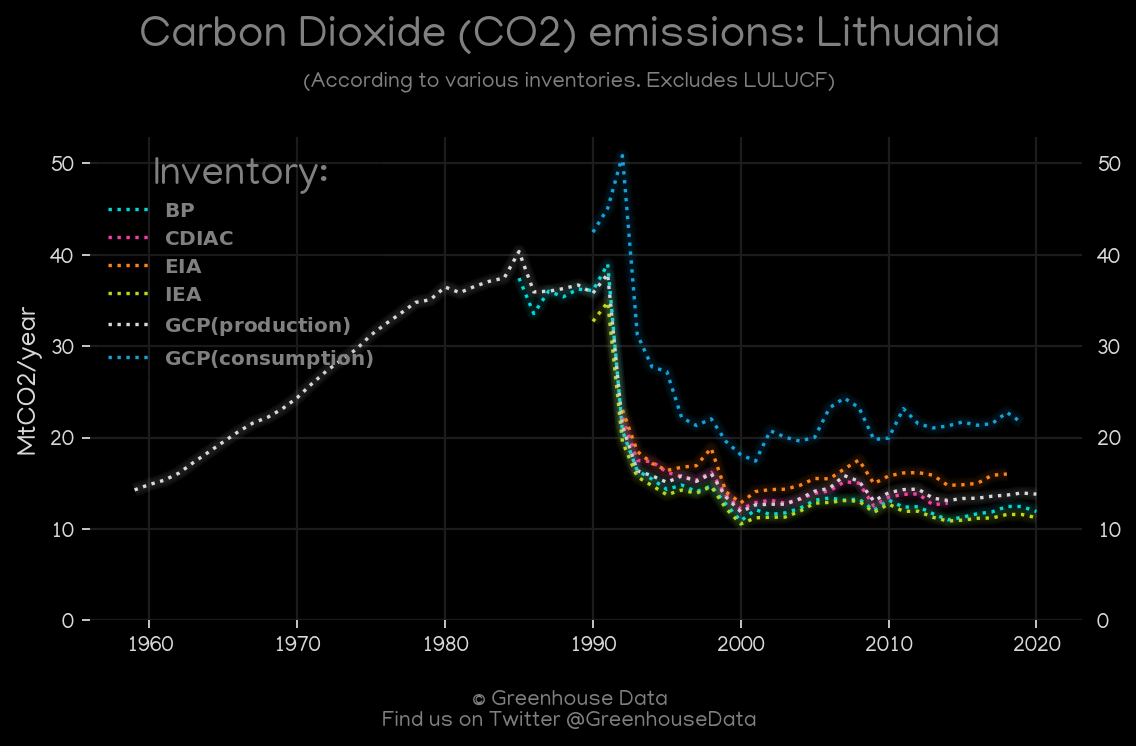 Carbon Dioxide (CO2) emissions: Lithuania
(According to various inventories. Excludes LULUCF)
Inventory:
BP
CDIAC
EIA
IEA
GCP(production)
GCP(consumption)
MtCO2/year
50
40
30
20
10
0
50
40
30
20
10
0
1960 1970 1980 1990 2000 2010 2020
© Greenhouse Data
Find us on Twitter @GreenhouseData